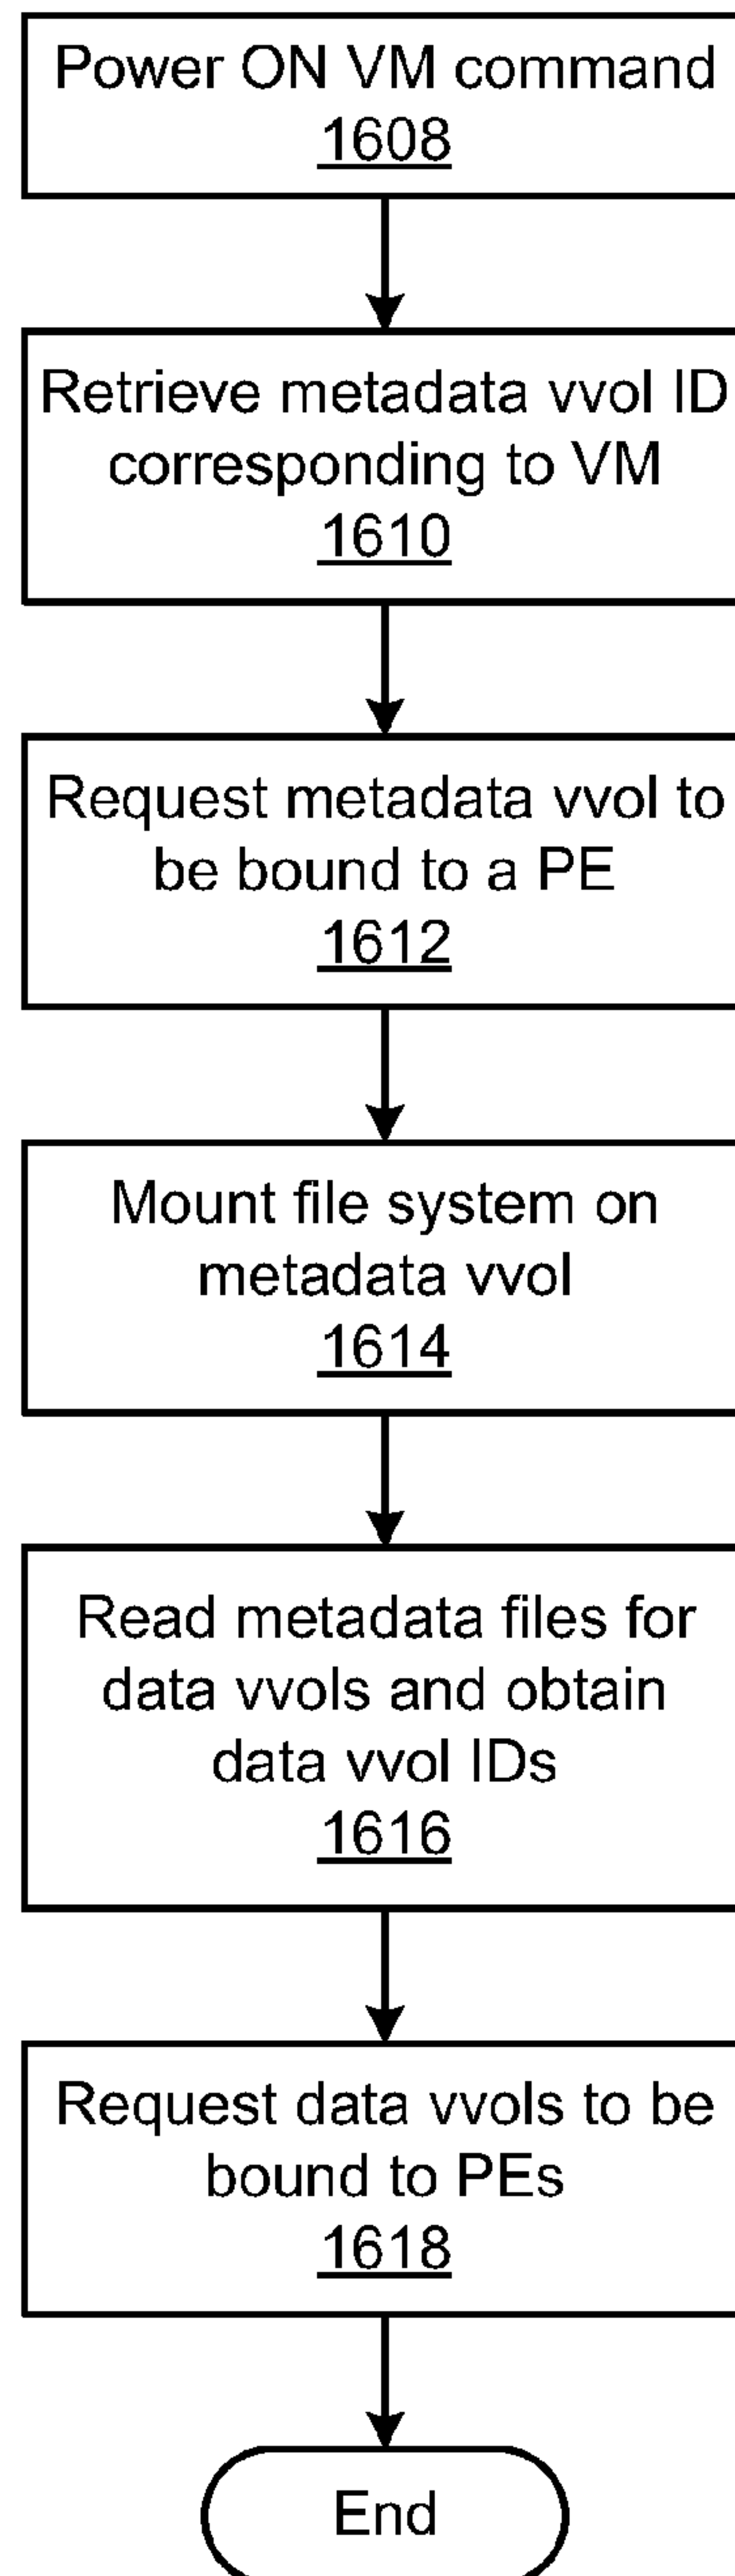 Power ON VM command
1608
Retrieve metadata vvol ID
corresponding to VM
1610
Request metadata vvol to
be bound to a PE
1612
Mount file system on
metadata vvol
1614
Read metadata files for
data vvols and obtain
data vvol IDs
1616
Request data vvols to be
bound to PEs
1618
End